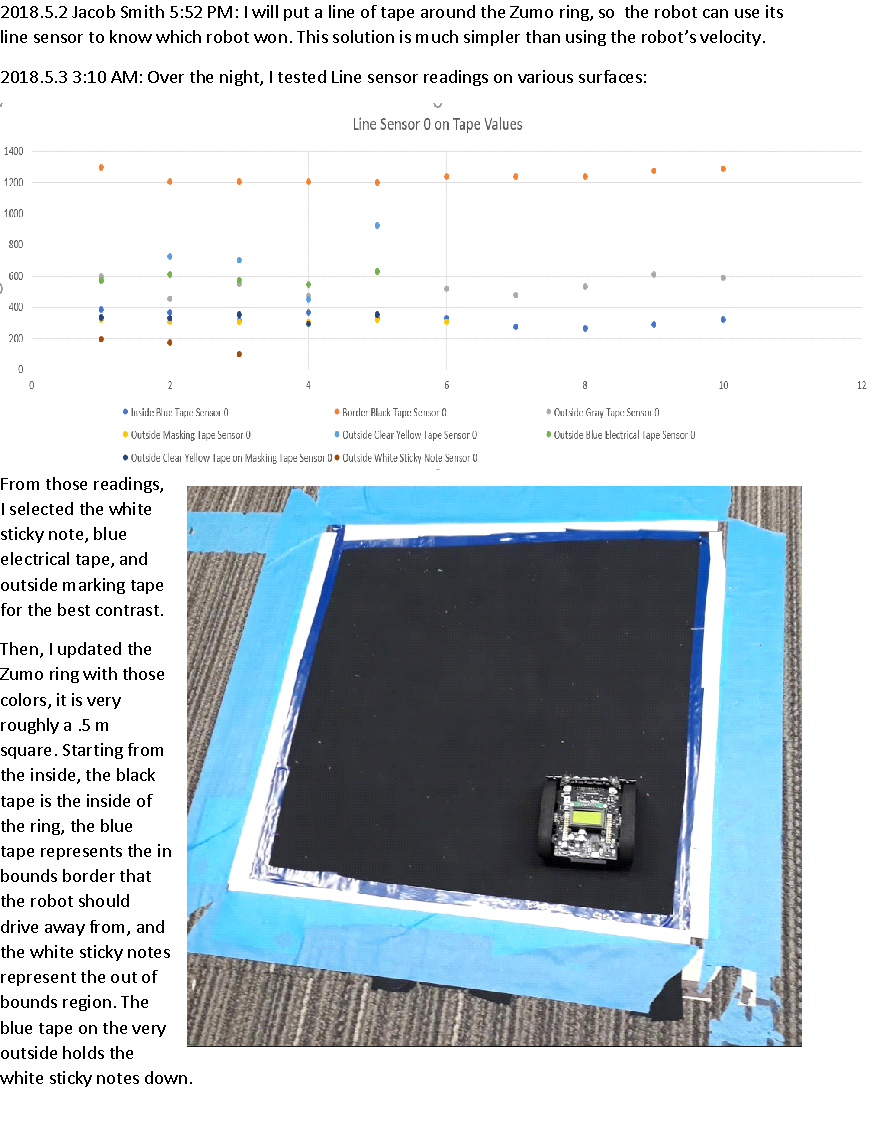 2018.5.2 Jacob Smith 5:52 PM: I will put a line of tape around the Zumo ring, so  the robot can use its
line sensor to know which robot won. This solution is much simpler than using the robot’s velocity.
2018.5.3 3:10 AM: Over the night, I tested Line sensor readings on various surfaces:
Line Sensor 0 on Tape Values
1400
1200
1000
800
600
400
200
0
0 2 4 6 8 10 12
Inside Blue Tape Sensor 0 Border Black Tape Sensor 0 Outside Gray Tape Sensor 0
Outside Masking Tape Sensor 0 Outside Clear Yellow Tape Sensor 0 Outside Blue Electrical Tape Sensor 0
Outside Clear Yellow Tape on Masking Tape Sensor 0 Outside White Sticky Note Sensor 0
From those readings,
I selected the white
sticky note, blue
electrical tape, and
outside marking tape
for the best contrast.
Then, I updated the
Zumo ring with those
colors, it is very
roughly a .5 m
square. Starting from
the inside, the black
tape is the inside of
the ring, the blue
tape represents the in
bounds border that
the robot should
drive away from, and
the white sticky notes
represent the out of
bounds region. The
blue tape on the very
outside holds the
white sticky notes down.